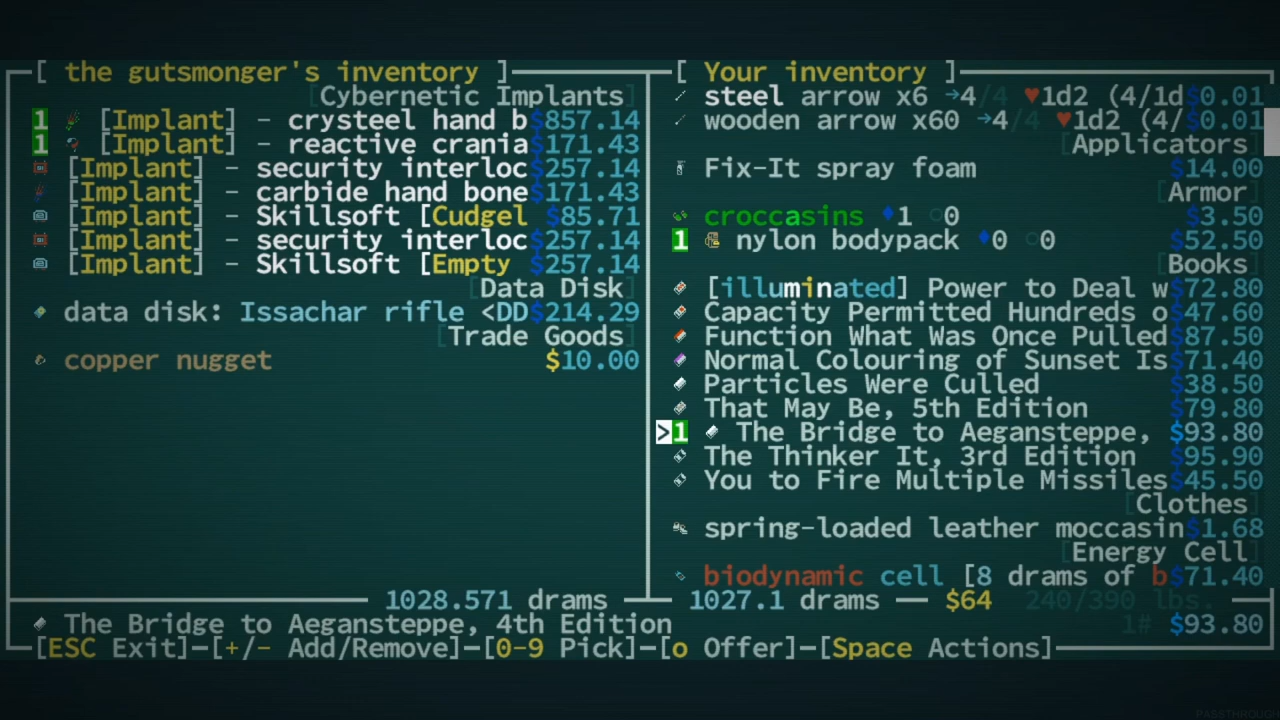 [ the gutsmonger's inventory ]
[Cybernetic Implants]
1 [Implant] - crysteel hand b $857.14
1 [Implant] - reactive crania $171.43
[Implant] - security interloc $257.14
[Implant] - carbide hand bone $171.43
[Implant] - Skillsoft [Cudgel $85.71
[Implant] - security interloc $257.14
[Implant] - Skillsoft [Empty $257.14
[Data Disk]
data disk: Issachar rifle <DD $214.29
[Trade Goods]
copper nugget $10.00
1028.571 drams
[ Your inventory ]
steel arrow x6 →4/4 ♥1d2 (4/1d $0.01
wooden arrow x60 →4/4 ♥1d2 (4/ $0.01
[Applicators]
Fix-It spray foam $14.00
[Armor]
croccasins ♦1 ○0 $3.50
1 nylon bodypack ♦0 ○0 $52.50
[Books]
[illuminated] Power to Deal w $72.80
Capacity Permitted Hundreds o $47.60
Function What Was Once Pulled $87.50
Normal Colouring of Sunset Is $71.40
Particles Were Culled $38.50
That May Be, 5th Edition $79.80
>1 The Bridge to Aegansteppe, $93.80
The Thinker It, 3rd Edition $95.90
You to Fire Multiple Missiles $45.50
[Clothes]
spring-loaded leather moccasin $1.68
[Energy Cell]
biodynamic cell [8 drams of b $71.40
1027.1 drams — $64 240/390 lbs.
The Bridge to Aegansteppe, 4th Edition 1# $93.80
[ESC Exit]-[+/- Add/Remove]-[0-9 Pick]-[o Offer]-[Space Actions]
PASSTHROUGH